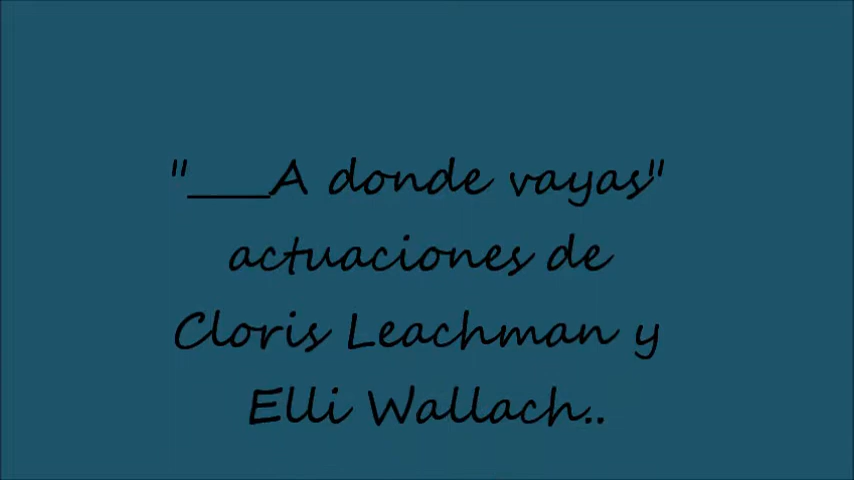 "___A donde vayas"
actuaciones de
Cloris Leachman y
Elli Wallach..